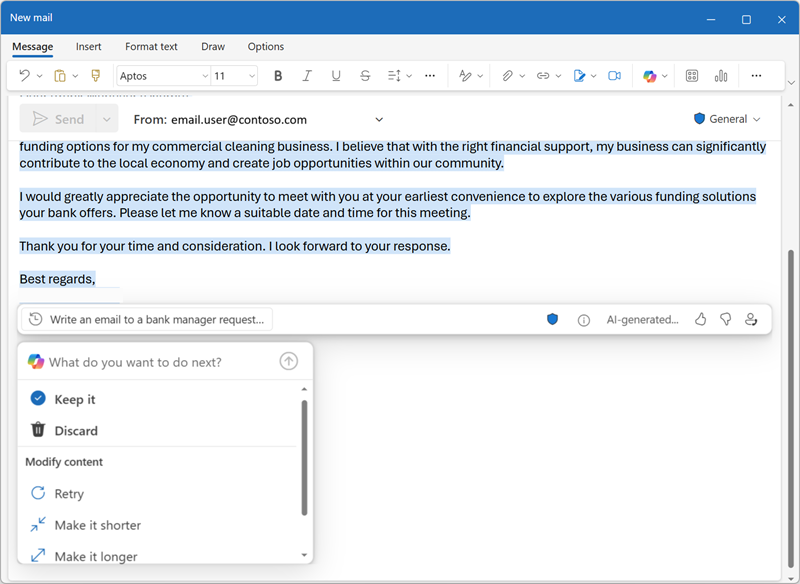 New mail
Message Insert Format text Draw Options
Aptos 11 B I U S
Send From: email.user@contoso.com General
funding options for my commercial cleaning business. I believe that with the right financial support, my business can significantly
contribute to the local economy and create job opportunities within our community.
I would greatly appreciate the opportunity to meet with you at your earliest convenience to explore the various funding solutions
your bank offers. Please let me know a suitable date and time for this meeting.
Thank you for your time and consideration. I look forward to your response.
Best regards,
Write an email to a bank manager request... AI-generated...
What do you want to do next?
Keep it
Discard
Modify content
Retry
Make it shorter
Make it longer